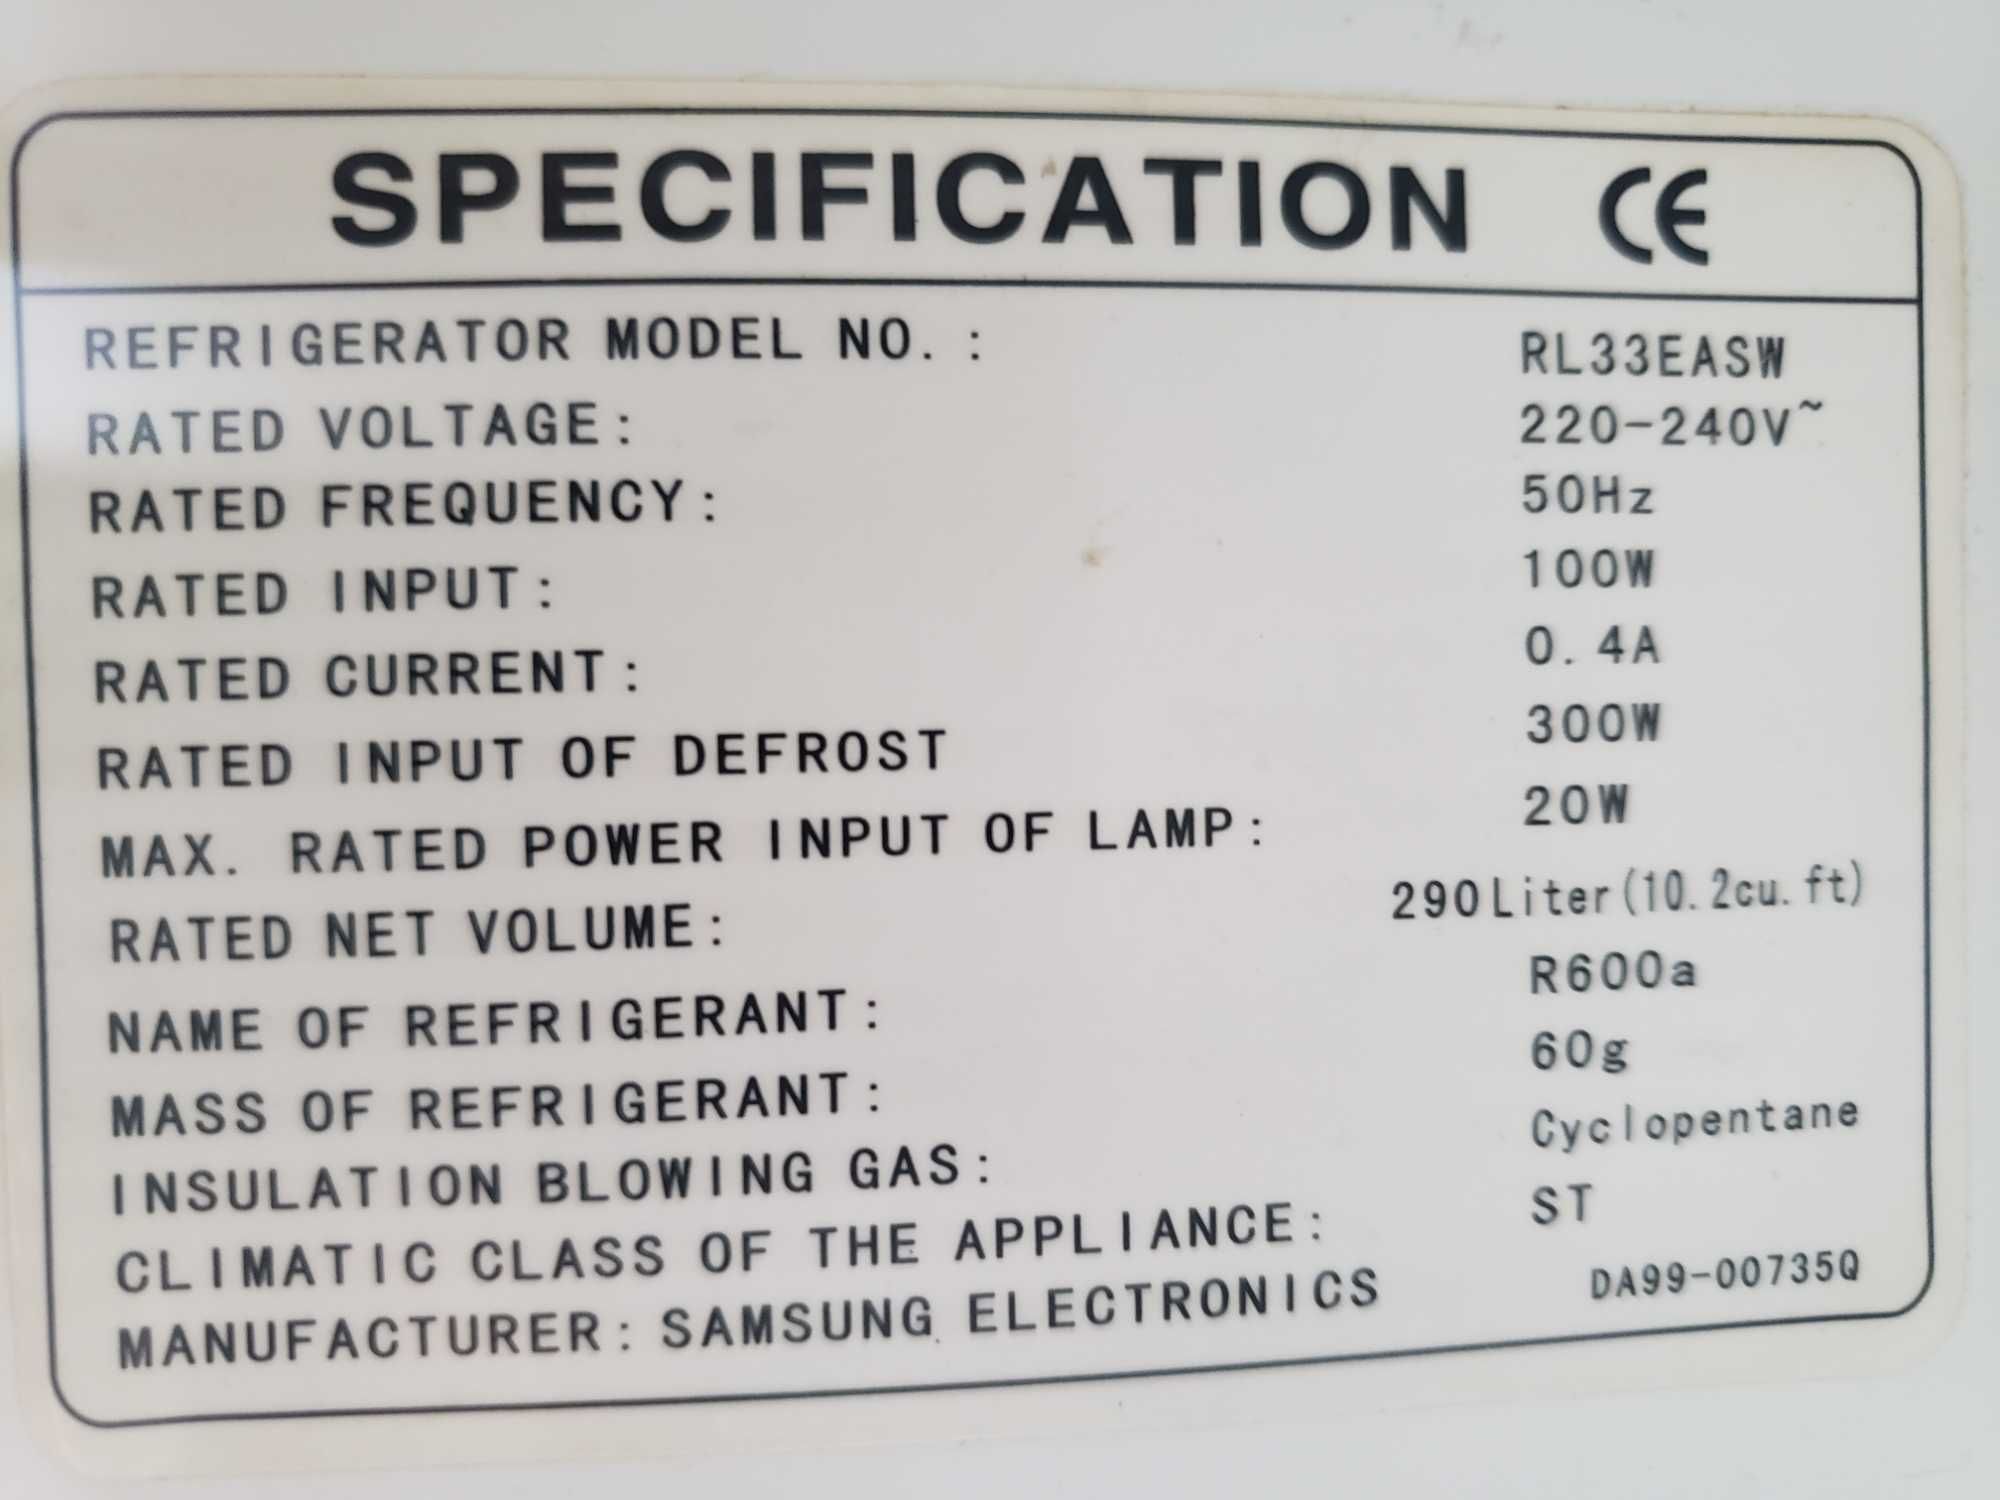 SPECIFICATION CE
REFRIGERATOR MODEL NO. : RL33EASW
RATED VOLTAGE: 220-240V~
RATED FREQUENCY: 50Hz
RATED INPUT: 100W
RATED CURRENT: 0.4A
RATED INPUT OF DEFROST 300W
MAX. RATED POWER INPUT OF LAMP: 20W
RATED NET VOLUME: 290Liter(10.2cu.ft)
NAME OF REFRIGERANT: R600a
MASS OF REFRIGERANT: 60g
INSULATION BLOWING GAS: Cyclopentane
CLIMATIC CLASS OF THE APPLIANCE: ST
MANUFACTURER: SAMSUNG ELECTRONICS DA99-00735Q